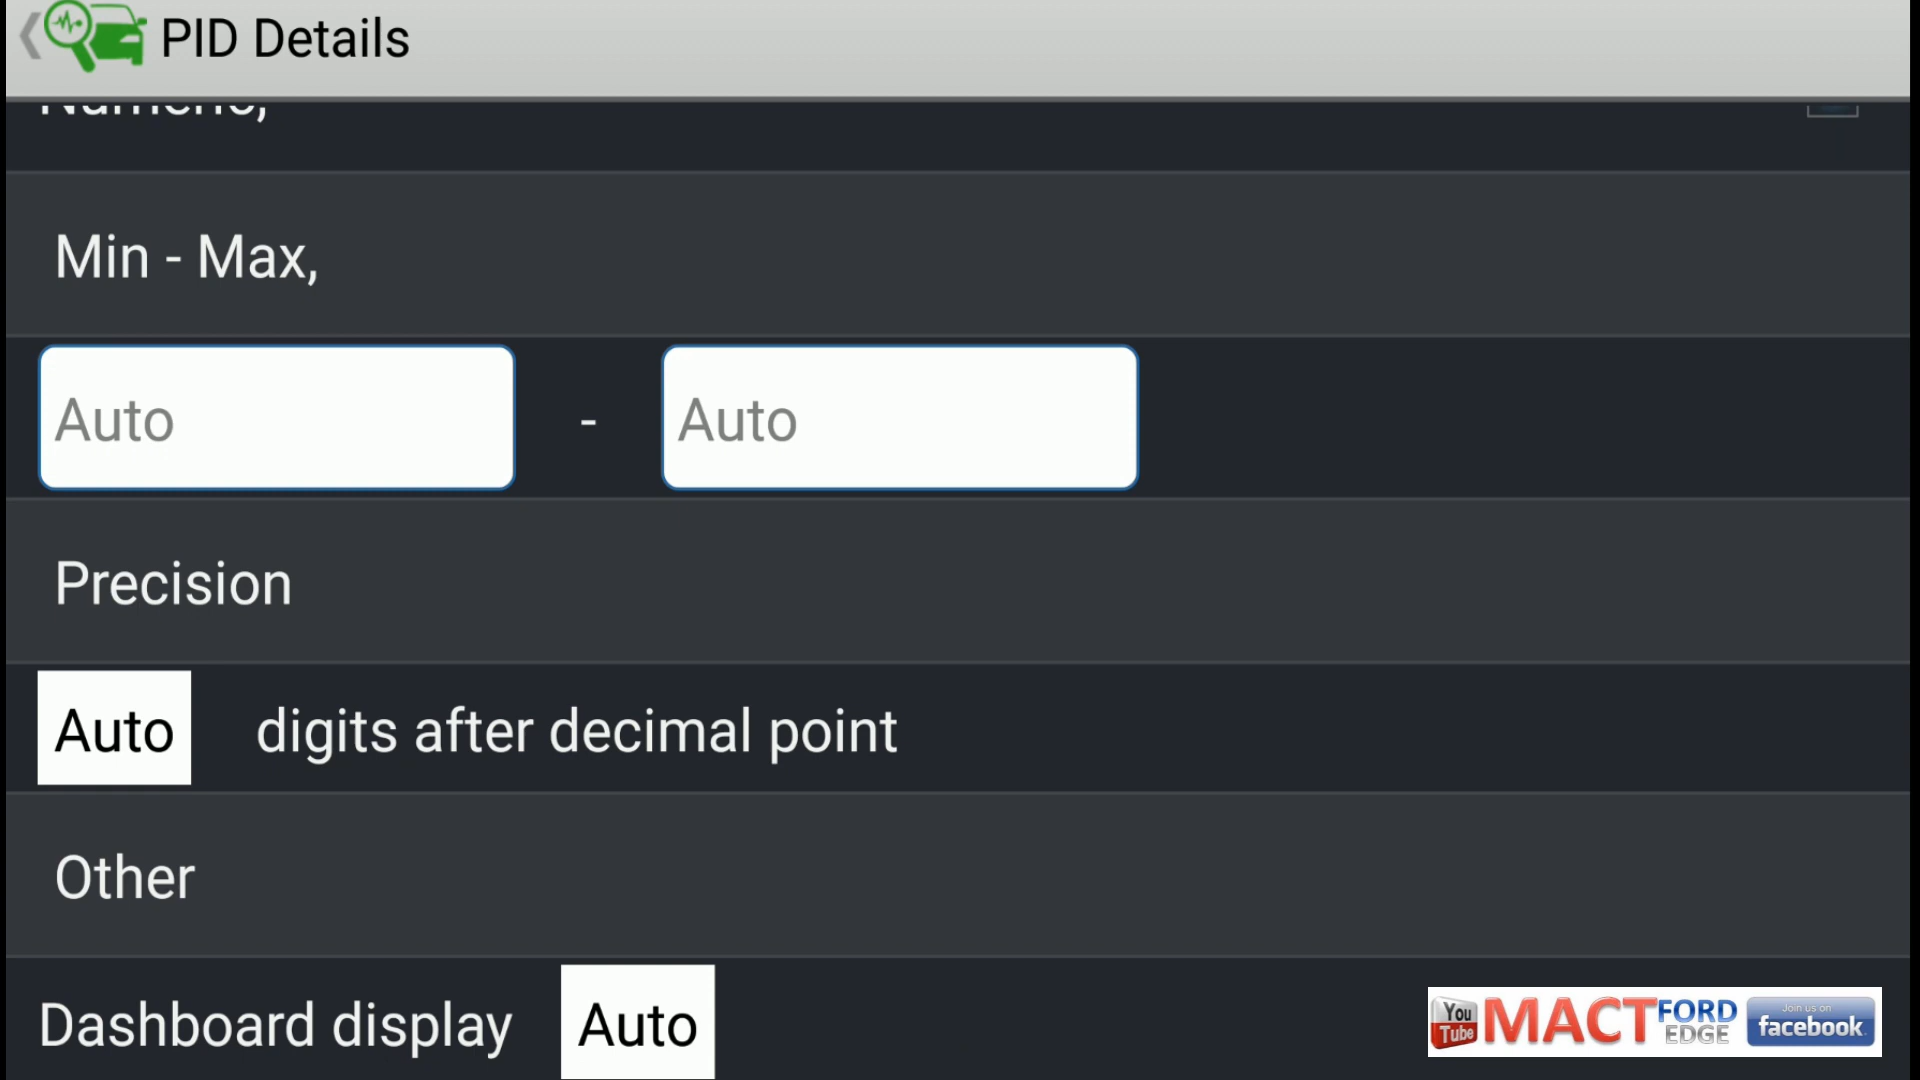 PID Details
Numeric,
Min - Max,
Auto - Auto
Precision
Auto digits after decimal point
Other
Dashboard display Auto
You Tube MACT FORD EDGE Join us on facebook